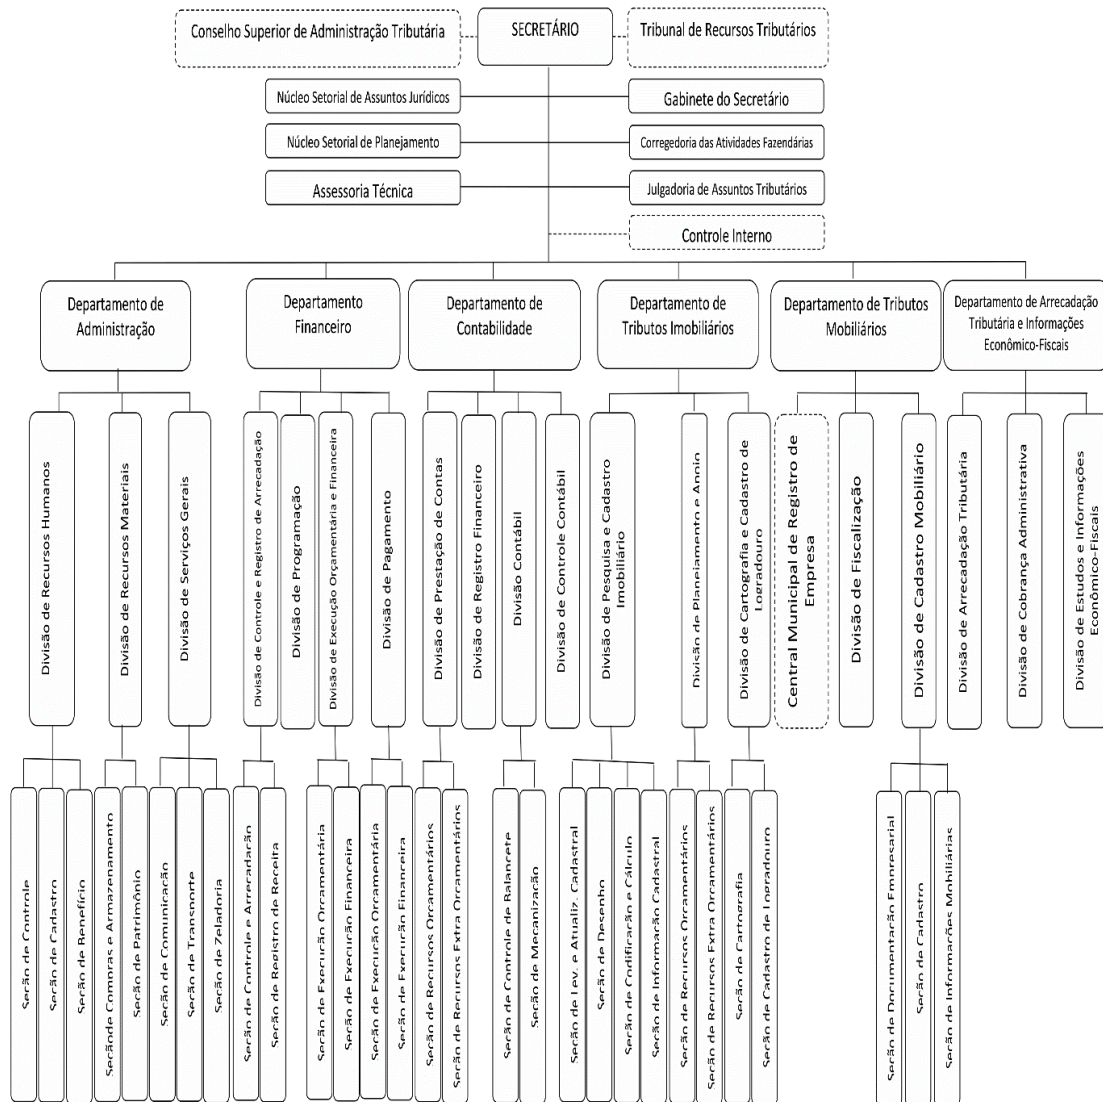 Conselho Superior de Administração Tributária
SECRETÁRIO
Tribunal de Recursos Tributários
Núcleo Setorial de Assuntos Jurídicos
Gabinete do Secretário
Núcleo Setorial de Planejamento
Corregedoria das Atividades Fazendárias
Assessoria Técnica
Julgadoria de Assuntos Tributários
Controle Interno
Departamento de
Administração
Departamento
Financeiro
Departamento de
Contabilidade
Departamento de
Tributos Imobiliários
Departamento de Tributos
Mobiliários
Departamento de Arrecadação
Tributária e Informações
Econômico-Fiscais
Divisão de Recursos Humanos
Divisão de Recursos Materiais
Divisão de Serviços Gerais
Divisão de Controle e Registro de Arrecadação
Divisão de Programação
Divisão de Execução Orçamentária e Financeira
Divisão de Pagamento
Divisão de Prestação de Contas
Divisão de Registro Financeiro
Divisão Contábil
Divisão de Controle Contábil
Divisão de Pesquisa e Cadastro
Imobiliário
Divisão de Planejamento e Apoio
Divisão de Cartografia e Cadastro de
Logradouro
Central Municipal de Registro de
Empresa
Divisão de Fiscalização
Divisão de Cadastro Mobiliário
Divisão de Arrecadação Tributária
Divisão de Cobrança Administrativa
Divisão de Estudos e Informações
Econômico-Fiscais
Seção de Controle
Seção de Cadastro
Seção de Benefício
Seçãode Compras e Armazenamento
Seção de Patrimônio
Seção de Comunicação
Seção de Transporte
Seção de Zeladoria
Seção de Controle e Arrecadação
Seção de Registro de Receita
Seção de Execução Orçamentária
Seção de Execução Financeira
Seção de Execução Orçamentária
Seção de Execução Financeira
Seção de Recursos Orçamentários
Seção de Recursos Extra Orçamentários
Seção de Controle de Balancete
Seção de Mecanização
Seção de Lev. e Atualiz. Cadastral
Seção de Desenho
Seção de Codificação e Cálculo
Seção de Informação Cadastral
Seção de Recursos Orçamentários
Seção de Recursos Extra Orçamentários
Seção de Cartografia
Seção de Cadastro de Logradouro
Seção de Documentação Empresarial
Seção de Cadastro
Seção de Informações Mobiliárias